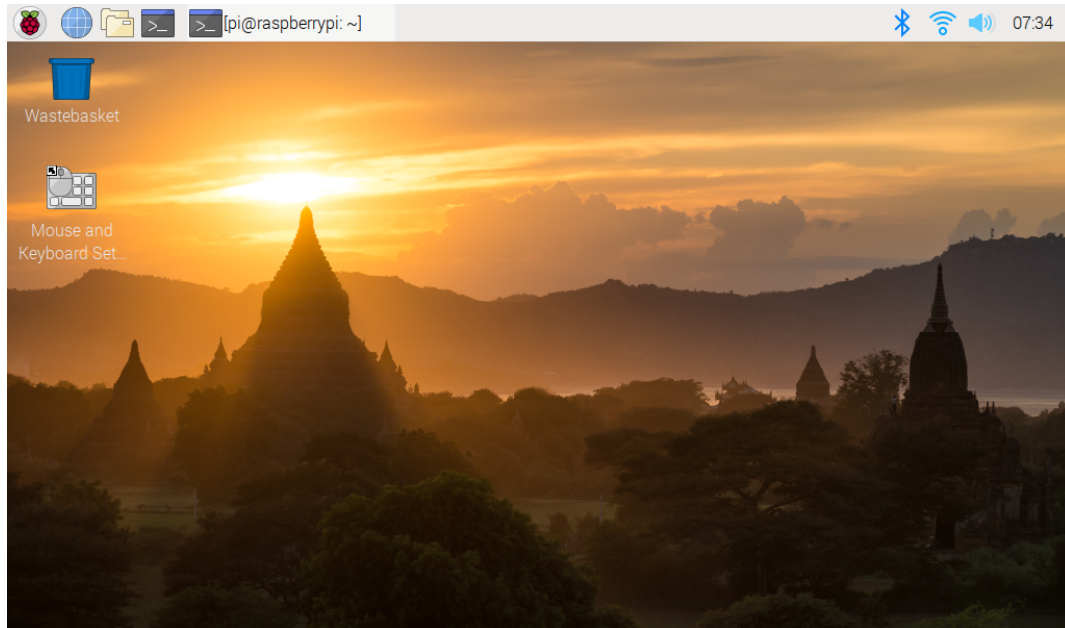 [pi@raspberrypi: ~]
07:34
Wastebasket
Mouse and
Keyboard Set...